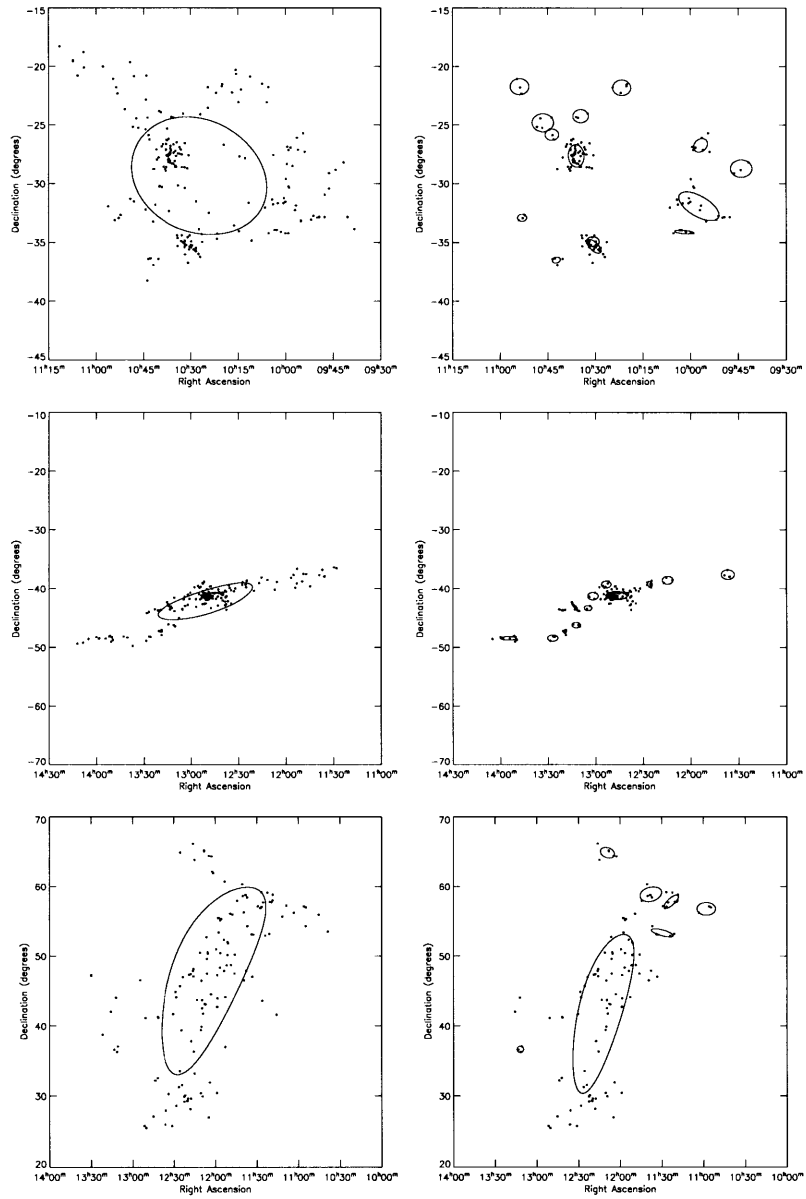 −15
−20
−25
−30
−35
−40
−45
Declination (degrees)
11ʰ15ᵐ 11ʰ00ᵐ 10ʰ45ᵐ 10ʰ30ᵐ 10ʰ15ᵐ 10ʰ00ᵐ 09ʰ45ᵐ 09ʰ30ᵐ
Right Ascension
−15
−20
−25
−30
−35
−40
−45
Declination (degrees)
11ʰ15ᵐ 11ʰ00ᵐ 10ʰ45ᵐ 10ʰ30ᵐ 10ʰ15ᵐ 10ʰ00ᵐ 09ʰ45ᵐ 09ʰ30ᵐ
Right Ascension
−10
−20
−30
−40
−50
−60
−70
Declination (degrees)
14ʰ30ᵐ 14ʰ00ᵐ 13ʰ30ᵐ 13ʰ00ᵐ 12ʰ30ᵐ 12ʰ00ᵐ 11ʰ30ᵐ 11ʰ00ᵐ
Right Ascension
−10
−20
−30
−40
−50
−60
−70
Declination (degrees)
14ʰ30ᵐ 14ʰ00ᵐ 13ʰ30ᵐ 13ʰ00ᵐ 12ʰ30ᵐ 12ʰ00ᵐ 11ʰ30ᵐ 11ʰ00ᵐ
Right Ascension
70
60
50
40
30
20
Declination (degrees)
14ʰ00ᵐ 13ʰ30ᵐ 13ʰ00ᵐ 12ʰ30ᵐ 12ʰ00ᵐ 11ʰ30ᵐ 11ʰ00ᵐ 10ʰ30ᵐ 10ʰ00ᵐ
Right Ascension
70
60
50
40
30
20
Declination (degrees)
14ʰ00ᵐ 13ʰ30ᵐ 13ʰ00ᵐ 12ʰ30ᵐ 12ʰ00ᵐ 11ʰ30ᵐ 11ʰ00ᵐ 10ʰ30ᵐ 10ʰ00ᵐ
Right Ascension